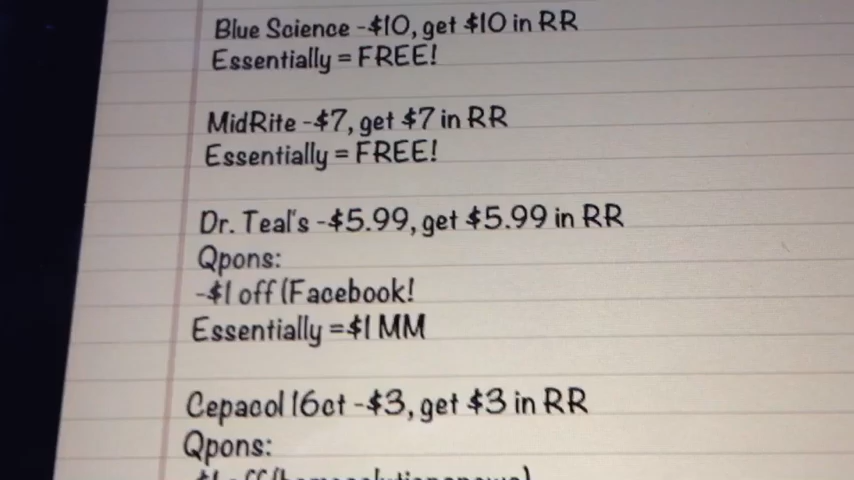 Blue Science -$10, get $10 in RR
Essentially = FREE!
MidRite -$7, get $7 in RR
Essentially = FREE!
Dr. Teal's -$5.99, get $5.99 in RR
Qpons:
-$1 off (Facebook!
Essentially =$1 MM
Cepacol 16ct -$3, get $3 in RR
Qpons: